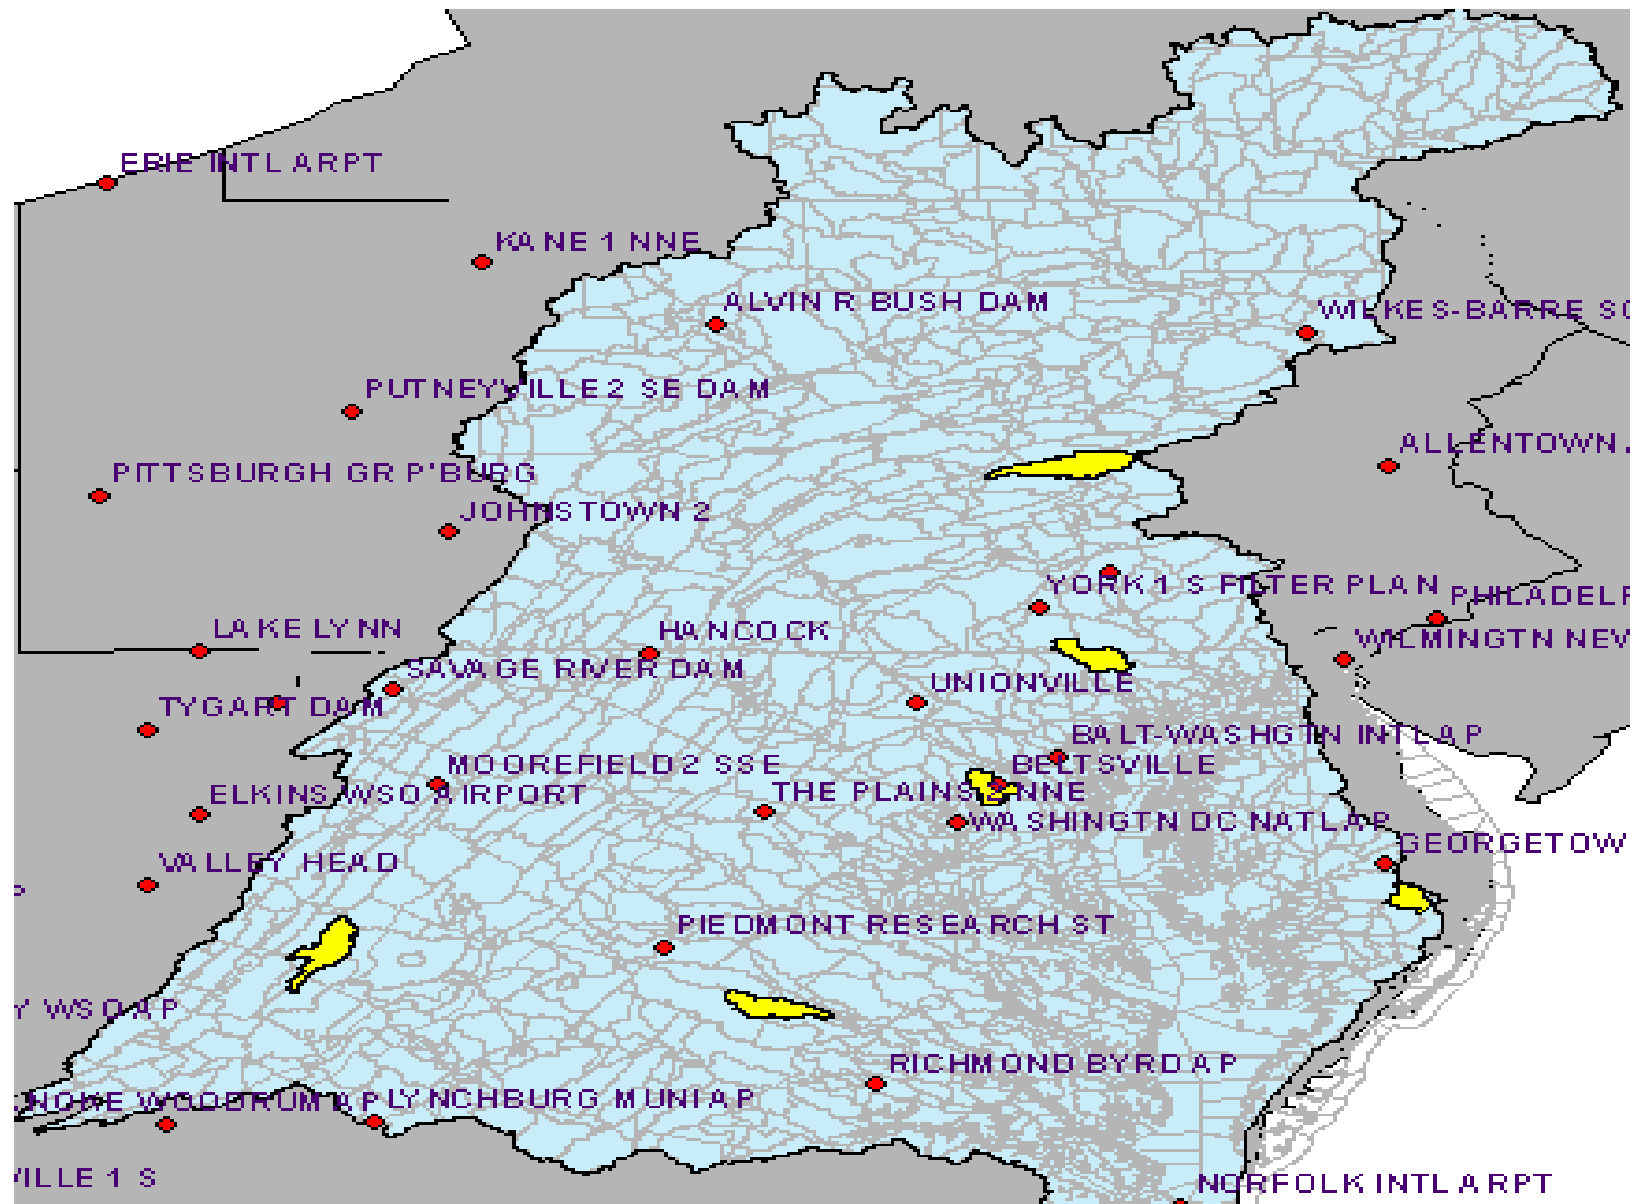 ERIE INTL ARPT
KANE 1 NNE
ALVIN R BUSH DAM
WILKES-BARRE SC
PUTNEYVILLE 2 SE DAM
ALLENTOWN
PITTSBURGH GR P'BURG
JOHNSTOWN 2
YORK 1 S FILTER PLAN
PHILADELF
LAKE LYNN
HANCOCK
WILMINGTN NEW
SAVAGE RIVER DAM
UNIONVILLE
TYGART DAM
BALT-WASHGTN INTL AP
MOOREFIELD 2 SSE
BELTSVILLE
ELKINS WSO AIRPORT
THE PLAINS 2 NNE
WASHINGTN DC NATL AP
GEORGETOW
VALLEY HEAD
P
PIEDMONT RESEARCH ST
Y WSO AP
RICHMOND BYRD AP
NOKE WOODRUM AP
LYNCHBURG MUNI AP
VILLE 1 S
NORFOLK INTL ARPT